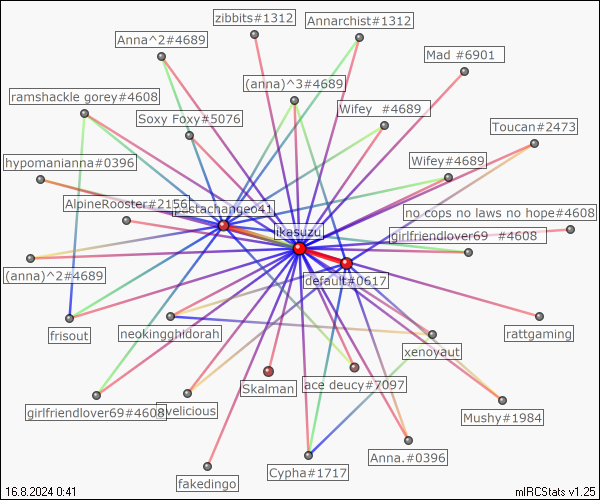 zibbits#1312
Annarchist#1312
Anna^2#4689
Mad #6901
(anna)^3#4689
ramshackle gorey#4608
Wifey #4689
Soxy Foxy#5076
Toucan#2473
hypomanianna#0396
Wifey#4689
AlpineRooster#2156
stachange041
no cops no laws no hope#4608
ikasuzu
girlfriendlover69 #4608
(anna)^2#4689
default#0617
frisout
neokingghidorah
rattgaming
xenoyaut
Skalman
ace deucy#7097
girlfriendlover69#4608
velicious
Mushy#1984
Anna.#0396
fakedingo
Cypha#1717
16.8.2024 0:41
mIRCStats v1.25